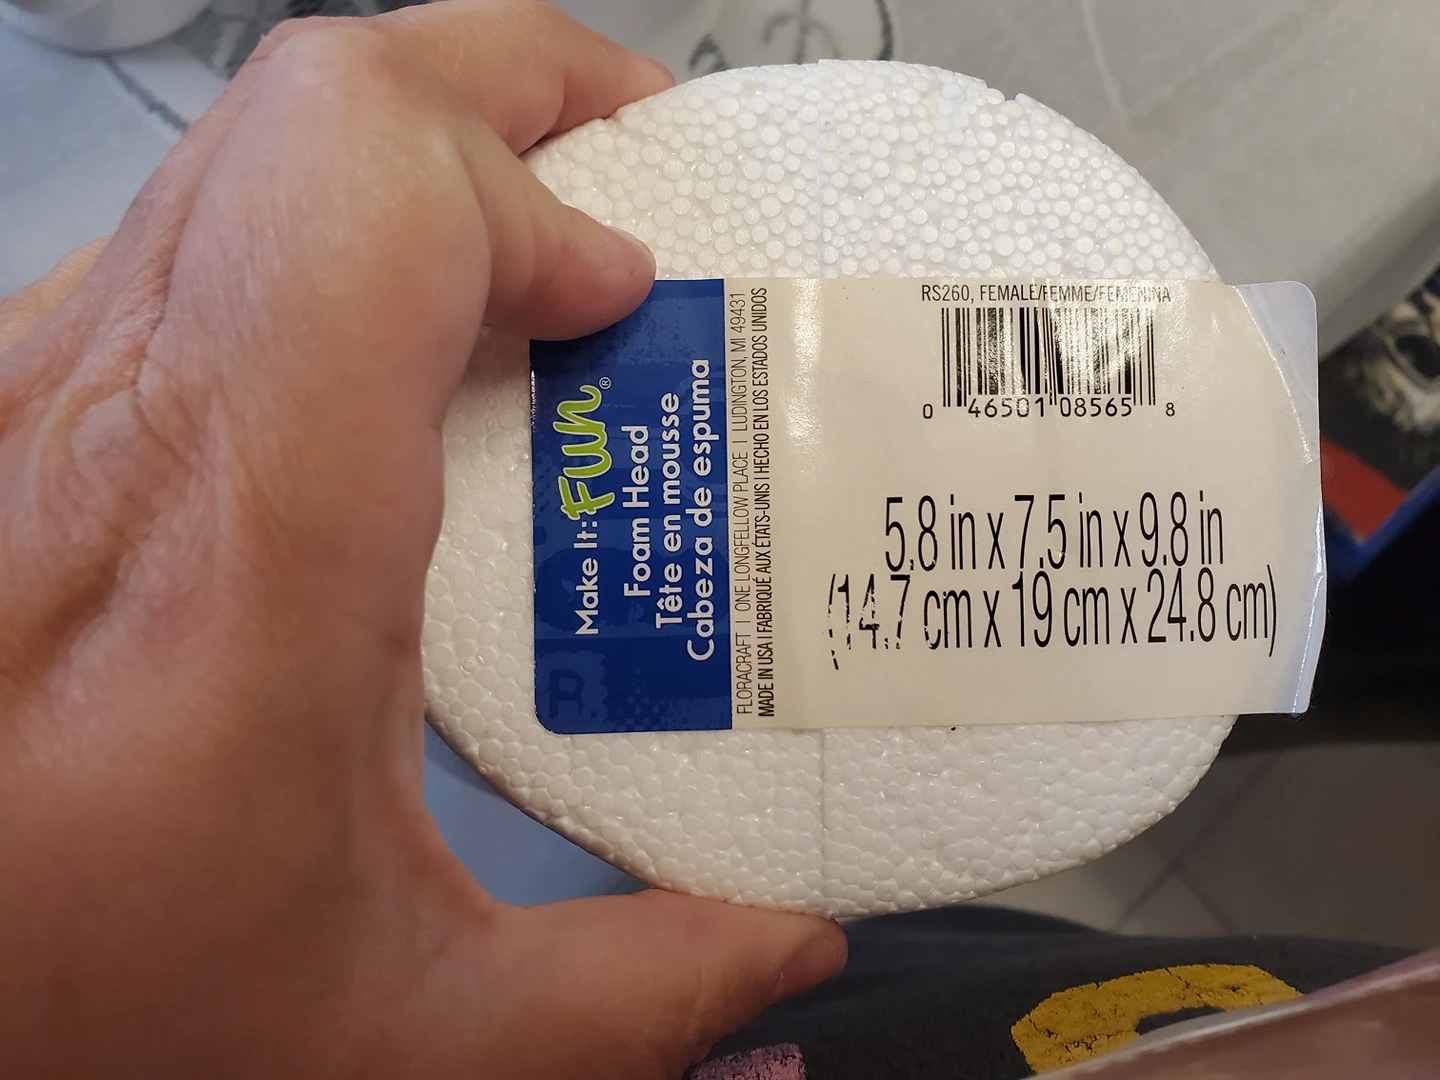 Make It: Fun®
Foam Head
Tête en mousse
Cabeza de espuma
FLORACRAFT | ONE LONGFELLOW PLACE | LUDINGTON, MI 49431
MADE IN USA | FABRIQUÉ AUX ÉTATS-UNIS | HECHO EN LOS ESTADOS UNIDOS
RS260, FEMALE/FEMME/FEMENINA
0 46501 08565 8
5.8 in x 7.5 in x 9.8 in
(14.7 cm x 19 cm x 24.8 cm)